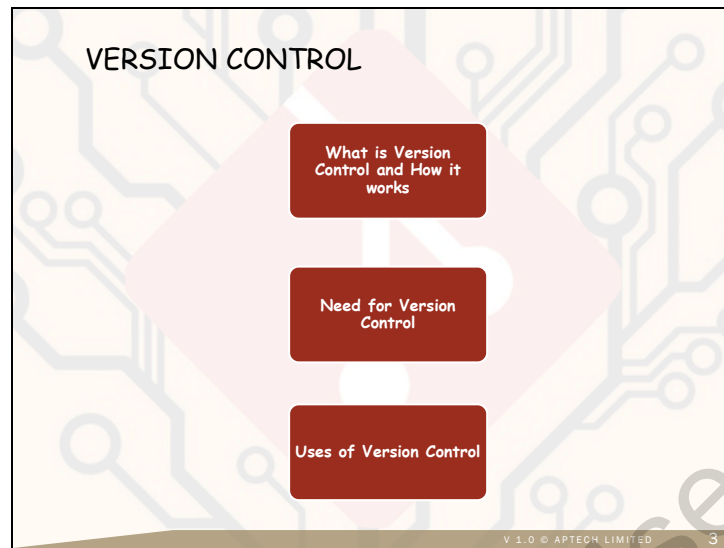 VERSION CONTROL
What is Version
Control and How it
works
Need for Version
Control
Uses of Version Control
V 1.0 © APTECH LIMITED 3